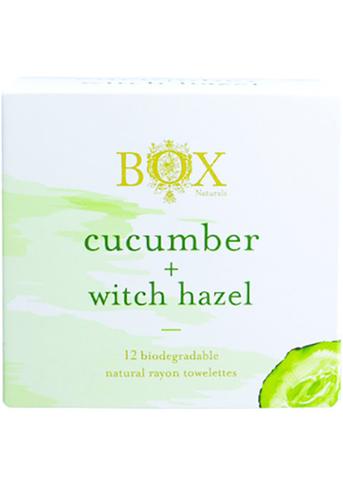 BOX
Naturals
cucumber
+
witch hazel
12 biodegradable
natural rayon towelettes